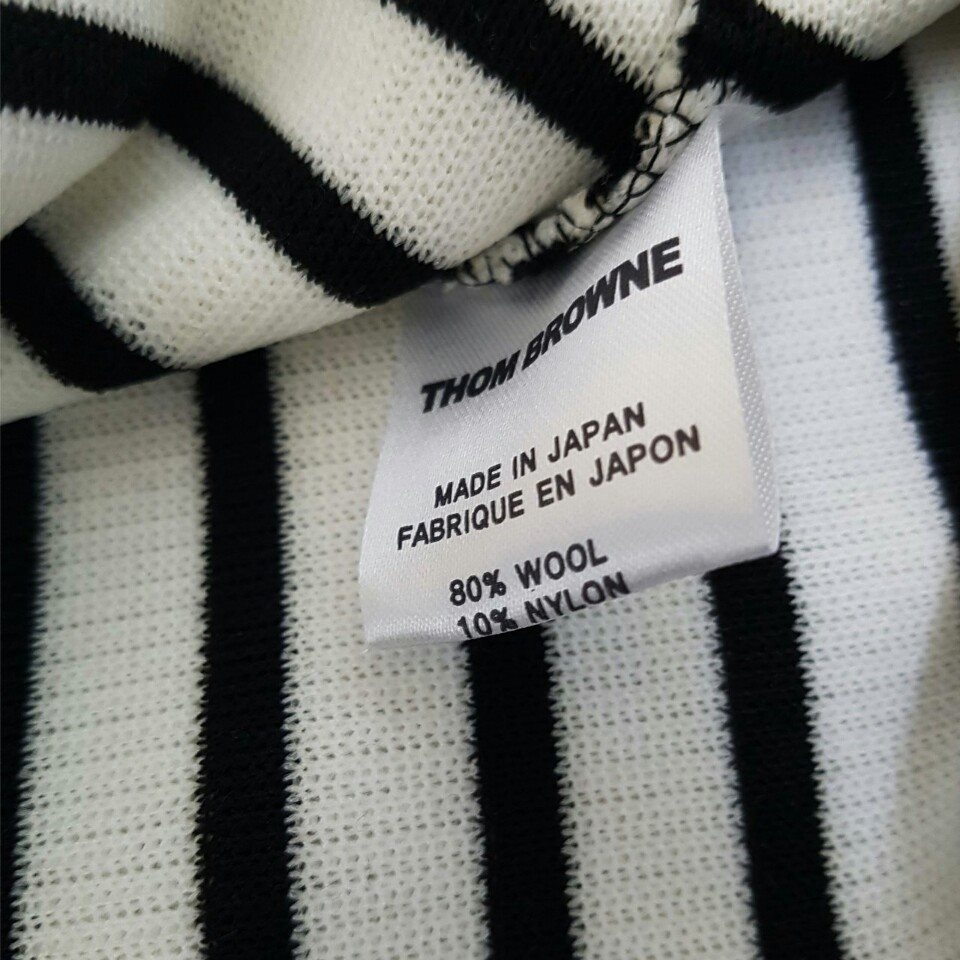 THOM BROWNE
MADE IN JAPAN
FABRIQUE EN JAPON
80% WOOL
10% NYLON